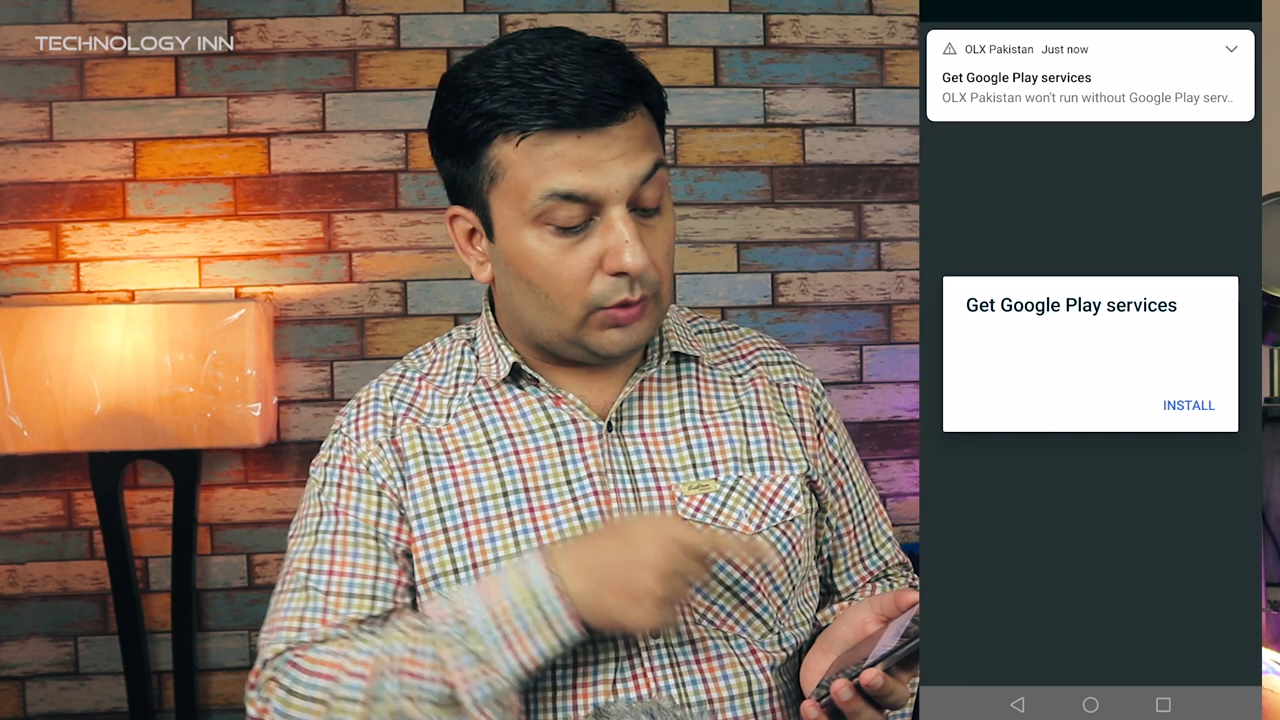 TECHNOLOGY INN
OLX Pakistan Just now
Get Google Play services
OLX Pakistan won't run without Google Play serv..
Get Google Play services
INSTALL